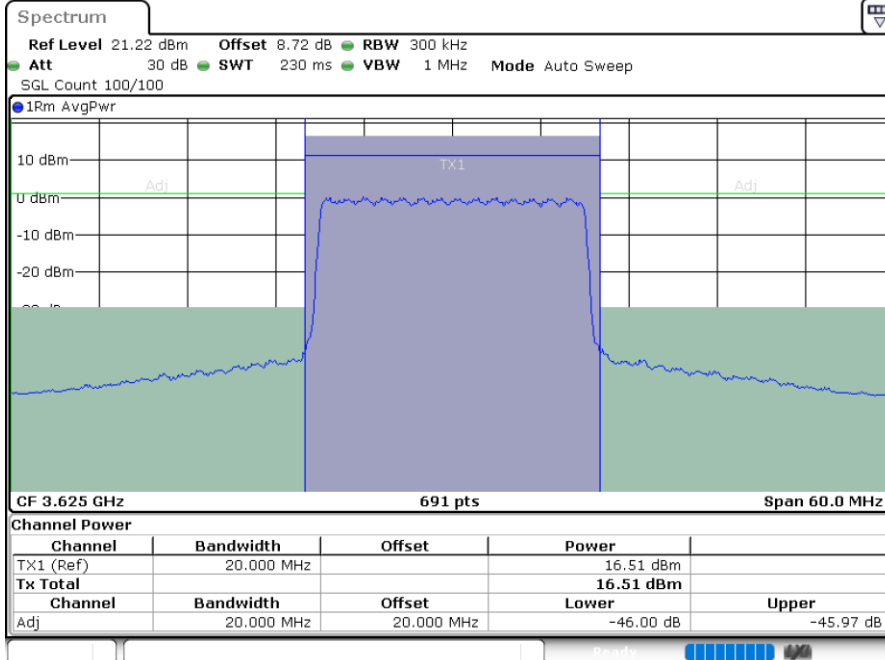 Spectrum
Ref Level 21.22 dBm Offset 8.72 dB RBW 300 kHz
Att 30 dB SWT 230 ms VBW 1 MHz Mode Auto Sweep
SGL Count 100/100
1Rm AvgPwr
10 dBm
TX1
Adj Adj
0 dBm
-10 dBm
-20 dBm
CF 3.625 GHz 691 pts Span 60.0 MHz
Channel Power
Channel Bandwidth Offset Power
TX1 (Ref) 20.000 MHz 16.51 dBm
Tx Total 16.51 dBm
Channel Bandwidth Offset Lower Upper
Adj 20.000 MHz 20.000 MHz -46.00 dB -45.97 dB
Ready